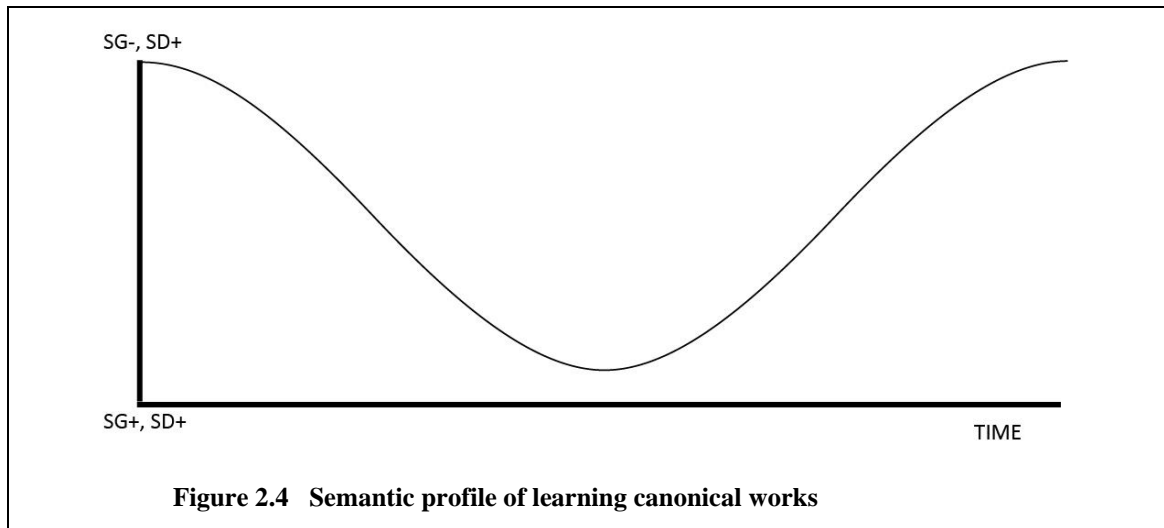 SG-, SD+
SG+, SD+
TIME
Figure 2.4 Semantic profile of learning canonical works